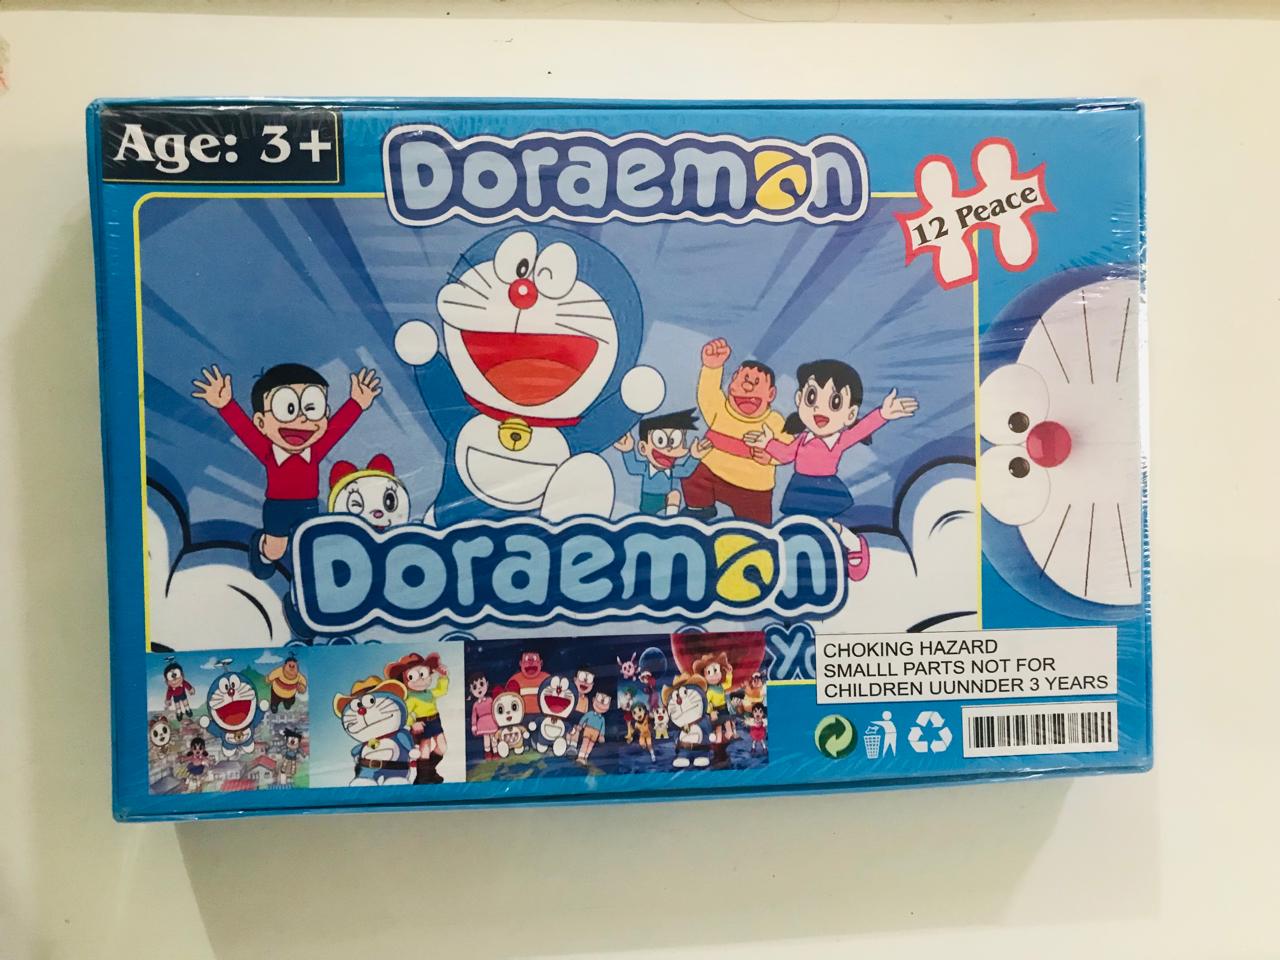 Age: 3+
Doraemon
12 Peace
Doraemon
CHOKING HAZARD
SMALLL PARTS NOT FOR
CHILDREN UUNNDER 3 YEARS